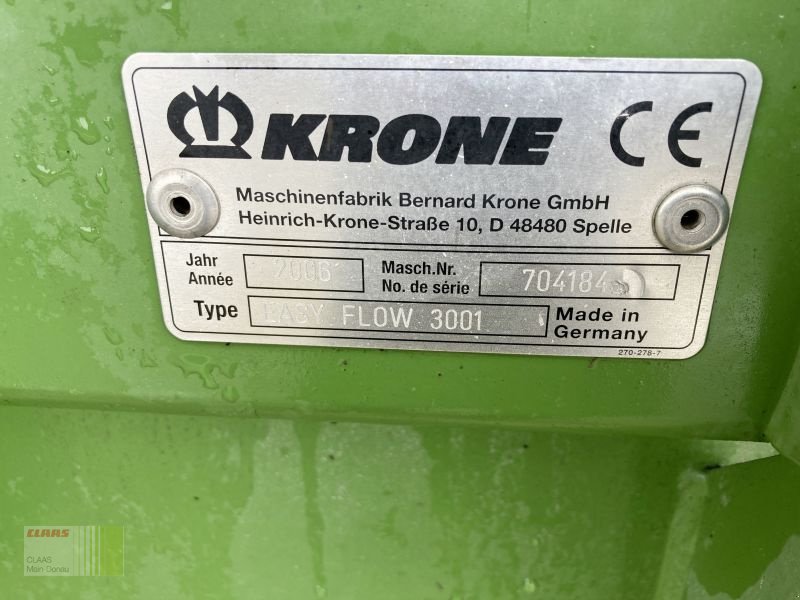 KRONE CE
Maschinenfabrik Bernard Krone GmbH
Heinrich-Krone-Straße 10, D 48480 Spelle
Jahr
Année
2006
Masch.Nr.
No. de série
704184
Type
EASY FLOW 3001
Made in
Germany
270-278-7
CLAAS
CLAAS
Main-Donau